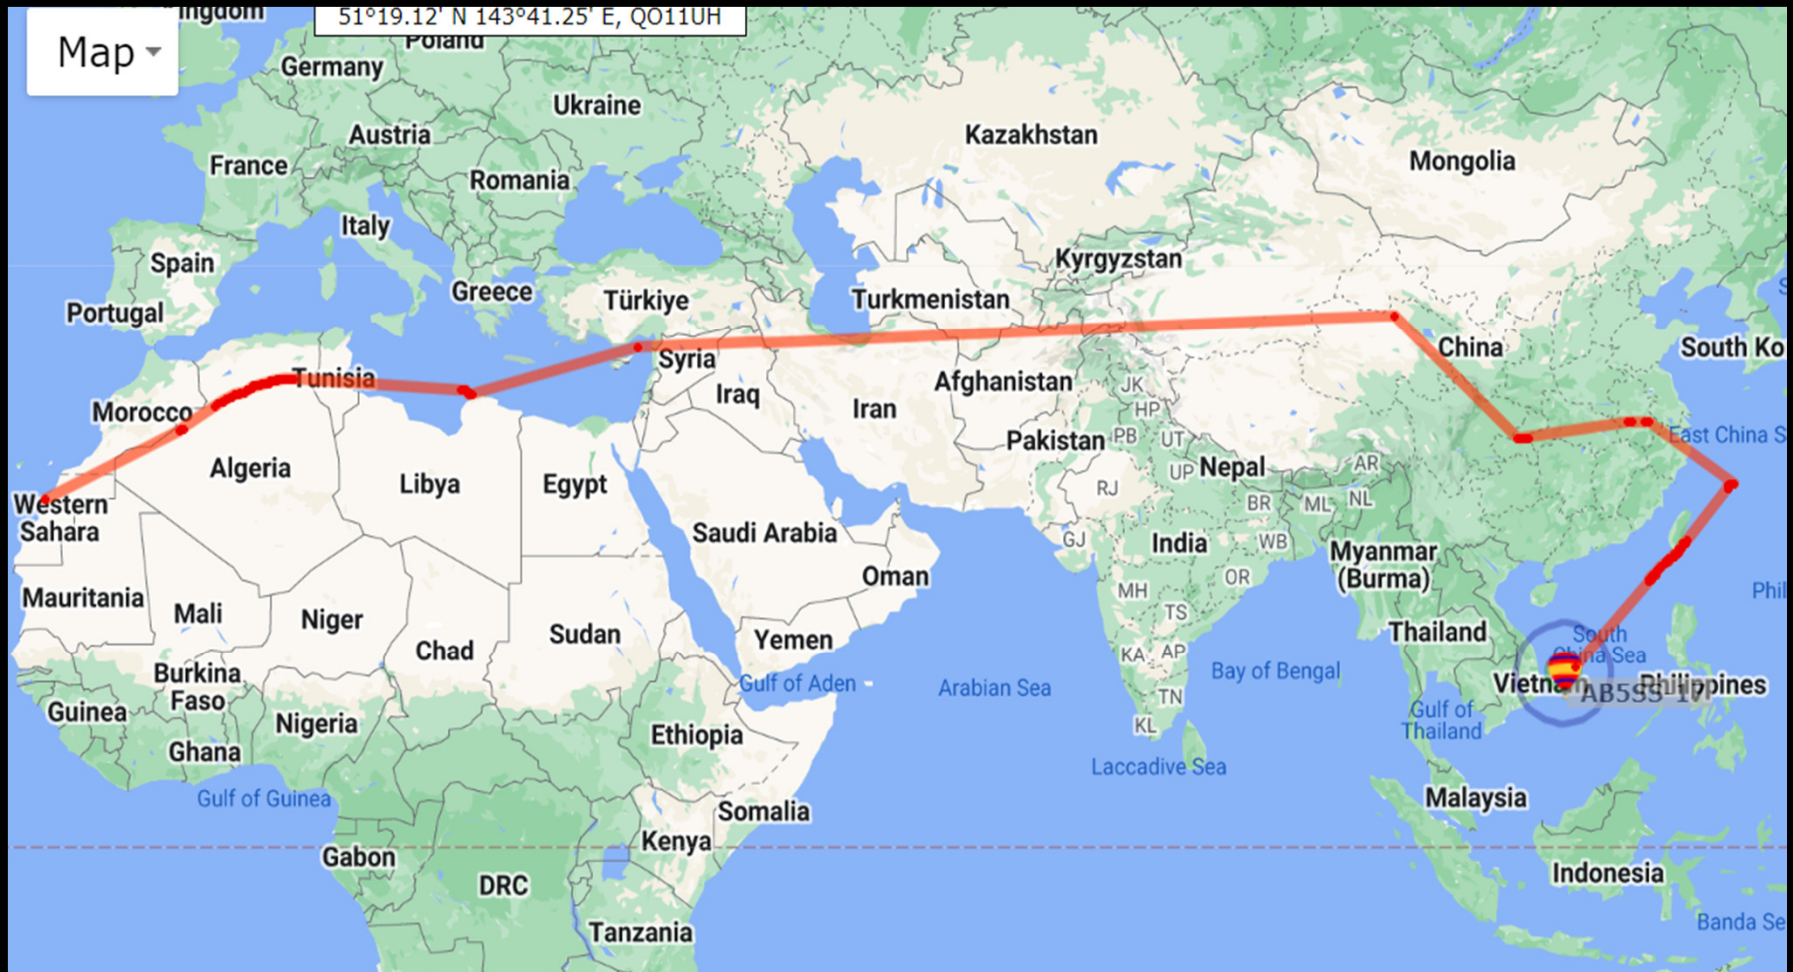 51°19.12' N 143°41.25' E, QO11UH
Map
Poland
Germany
Ukraine
Austria
Kazakhstan
France
Mongolia
Romania
Italy
Spain
Kyrgyzstan
Greece
Türkiye
Turkmenistan
Portugal
Syria
China
South Ko
Tunisia
Afghanistan
JK
Iraq
Iran
HP
Morocco
Pakistan
PB
UT
East China S
Algeria
Nepal
UP
AR
Libya
Egypt
RJ
NL
Western
Sahara
BR
ML
Saudi Arabia
GJ
India
WB
Myanmar
(Burma)
Oman
OR
Mauritania
MH
Phil
Mali
Niger
TS
Sudan
Thailand
South
China Sea
Yemen
Chad
KA
AP
Burkina
Faso
Gulf of Aden
Arabian Sea
Bay of Bengal
Vietnam
AB5SS-17
Philippines
TN
Guinea
Nigeria
Gulf of
Thailand
Ethiopia
KL
Ghana
Laccadive Sea
Gulf of Guinea
Malaysia
Somalia
Kenya
Gabon
Indonesia
DRC
Banda Se
Tanzania